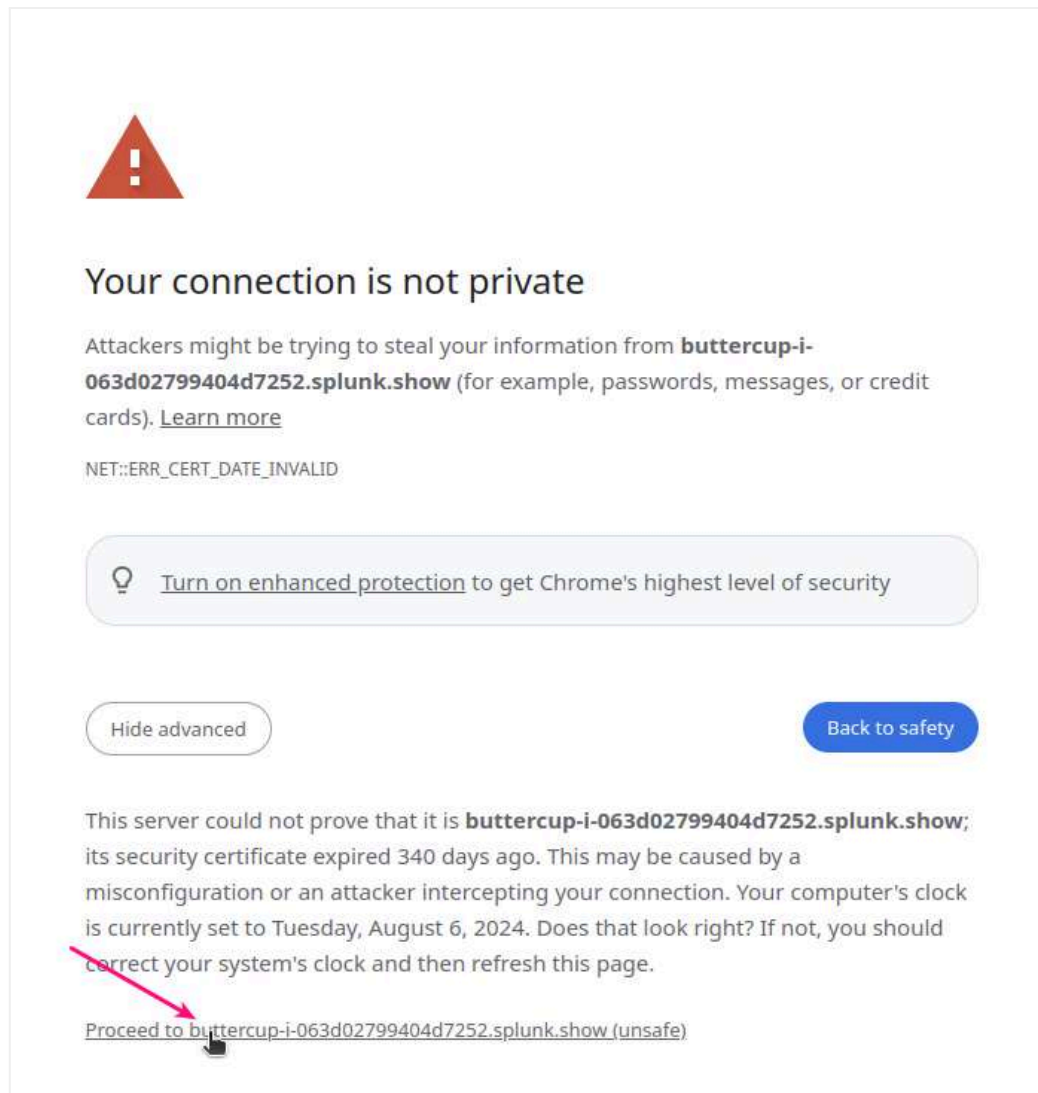 Your connection is not private
Attackers might be trying to steal your information from buttercup-i-
063d02799404d7252.splunk.show (for example, passwords, messages, or credit
cards). Learn more
NET::ERR_CERT_DATE_INVALID
Turn on enhanced protection to get Chrome's highest level of security
Hide advanced
Back to safety
This server could not prove that it is buttercup-i-063d02799404d7252.splunk.show;
its security certificate expired 340 days ago. This may be caused by a
misconfiguration or an attacker intercepting your connection. Your computer's clock
is currently set to Tuesday, August 6, 2024. Does that look right? If not, you should
correct your system's clock and then refresh this page.
Proceed to buttercup-i-063d02799404d7252.splunk.show (unsafe)